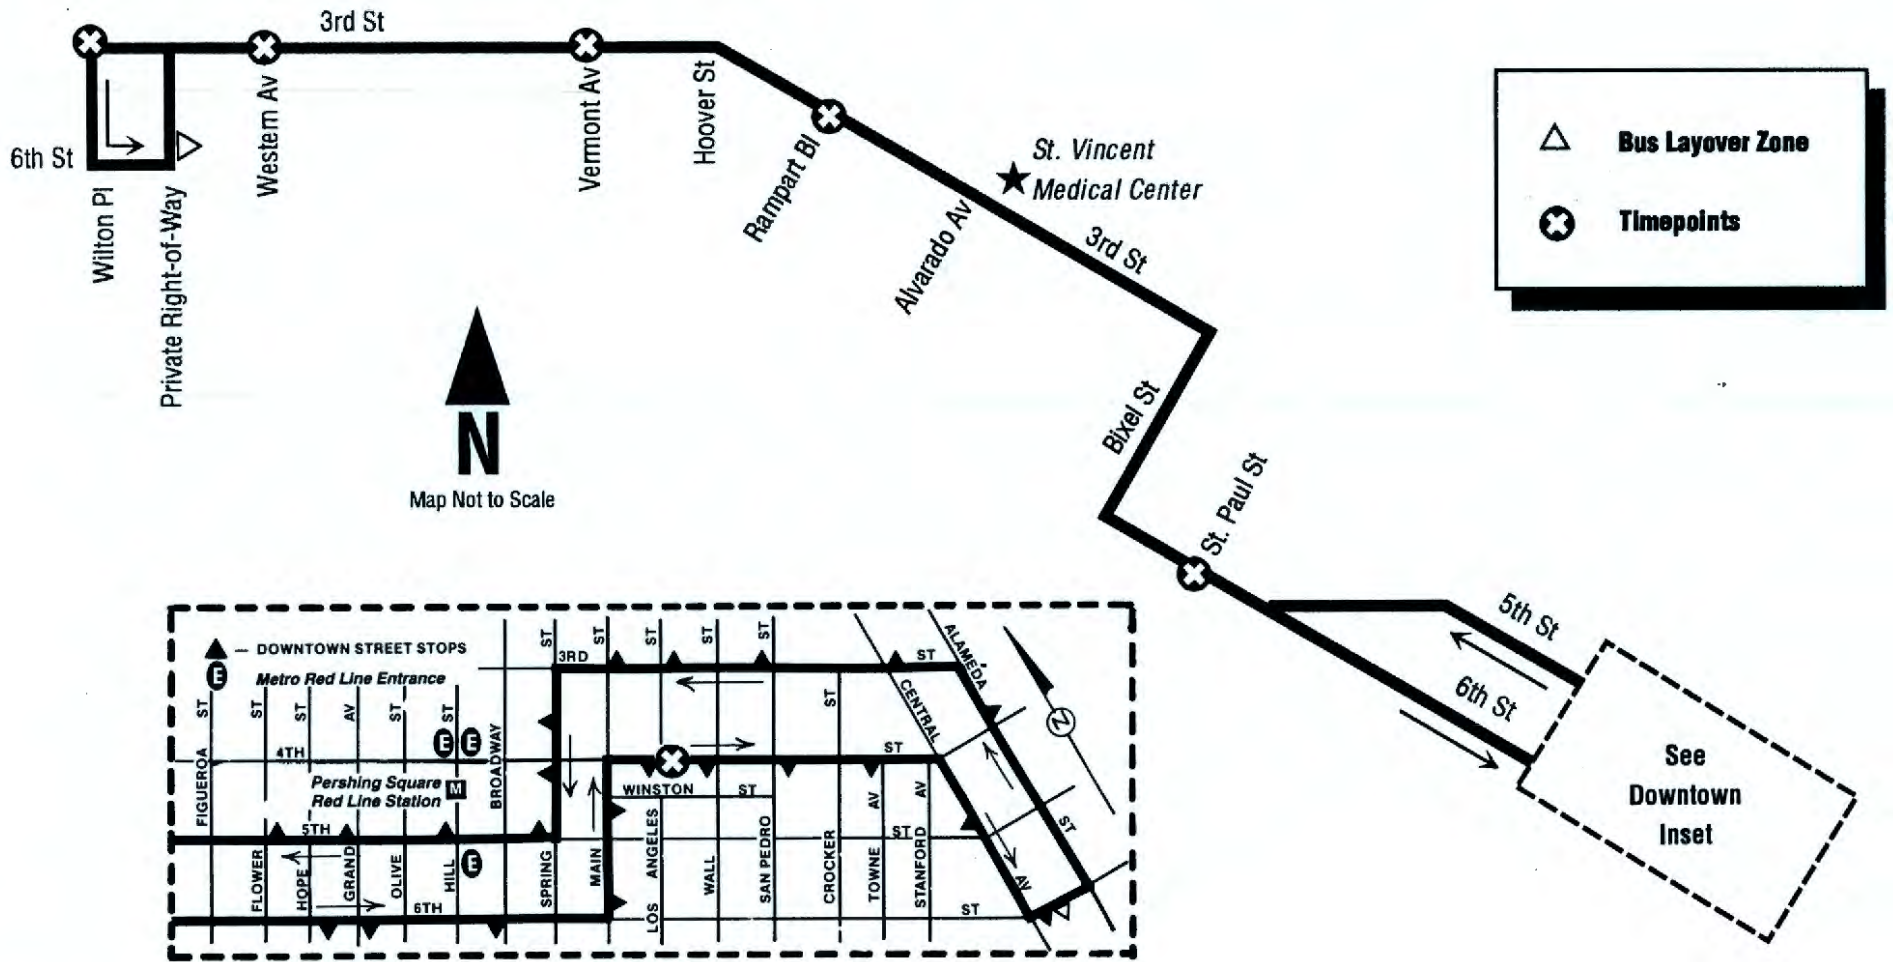 3rd St
6th St
Wilton Pl
Private Right-of-Way
Western Av
Vermont Av
Hoover St
Rampart Bl
St. Vincent
Medical Center
Alvarado Av
3rd St
Bixel St
St. Paul St
5th St
6th St
See
Downtown
Inset
Bus Layover Zone
Timepoints
N
Map Not to Scale
— DOWNTOWN STREET STOPS
E Metro Red Line Entrance
ST
ST
ST
AV
ST
ST
ST
ST
ST
ST
ST
3RD
ST
ALAMEDA
CENTRAL
ST
N
4TH
ST
E
E
Pershing Square
Red Line Station M
BROADWAY
FIGUEROA
WINSTON
ST
AV
AV
5TH
ST
ST
E
FLOWER
HOPE
GRAND
OLIVE
HILL
SPRING
MAIN
LOS ANGELES
WALL
SAN PEDRO
CROCKER
TOWNE
STANFORD
AV
6TH
ST